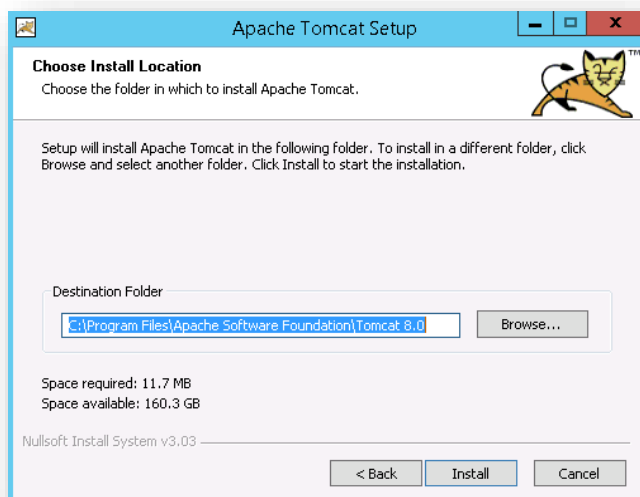 Apache Tomcat Setup
x
Choose Install Location
Choose the folder in which to install Apache Tomcat.
TM
Setup will install Apache Tomcat in the following folder. To install in a different folder, click
Browse and select another folder. Click Install to start the installation.
Destination Folder
C:\Program Files\Apache Software Foundation\Tomcat 8.0
Browse...
Space required: 11.7 MB
Space available: 160.3 GB
Nullsoft Install System v3.03
< Back
Install
Cancel